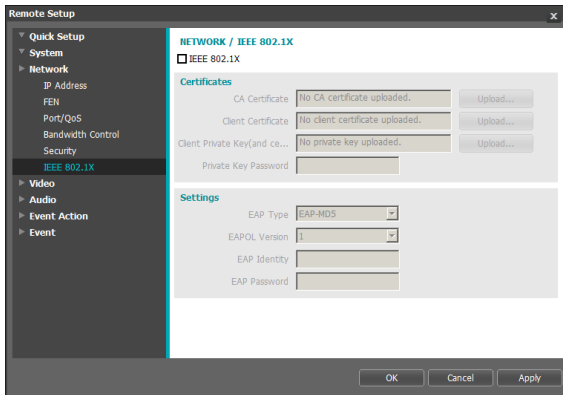 Remote Setup
x
Quick Setup
System
Network
IP Address
FEN
Port/QoS
Bandwidth Control
Security
IEEE 802.1X
Video
Audio
Event Action
Event
NETWORK / IEEE 802.1X
IEEE 802.1X
Certificates
CA Certificate No CA certificate uploaded. Upload...
Client Certificate No client certificate uploaded. Upload...
Client Private Key(and ce... No private key uploaded. Upload...
Private Key Password
Settings
EAP Type EAP-MD5
EAPOL Version 1
EAP Identity
EAP Password
OK Cancel Apply